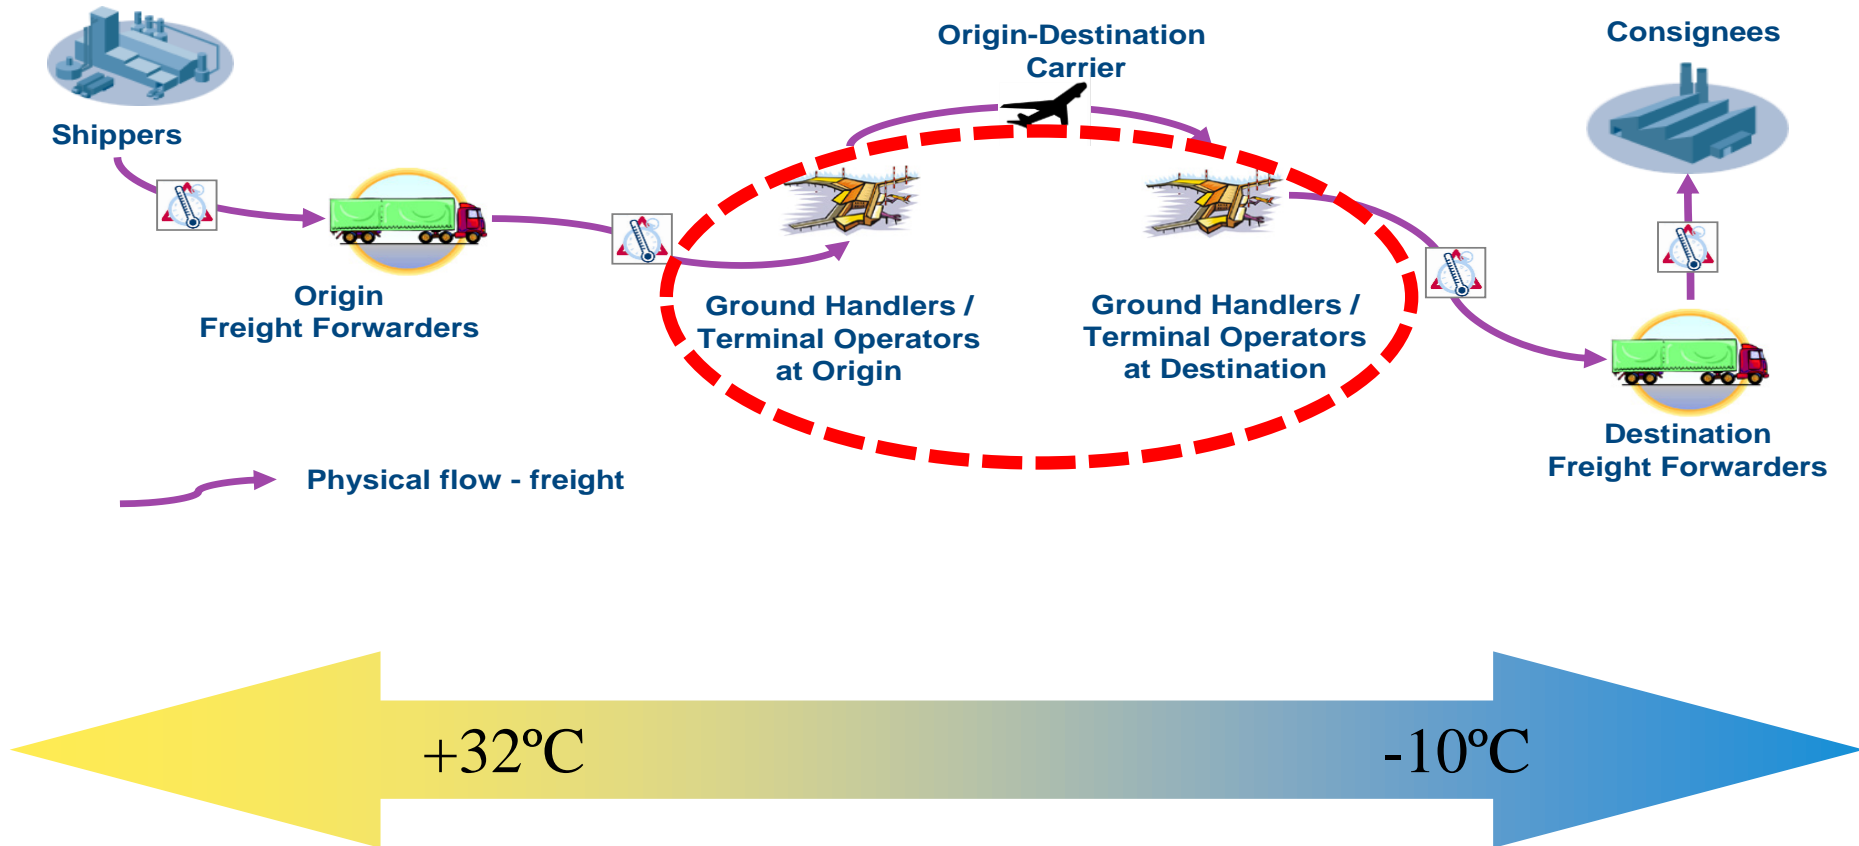 Shippers
Origin
Freight Forwarders
Origin-Destination
Carrier
Ground Handlers /
Terminal Operators
at Origin
Ground Handlers /
Terminal Operators
at Destination
Consignees
Destination
Freight Forwarders
Physical flow - freight
+32ºC
-10ºC